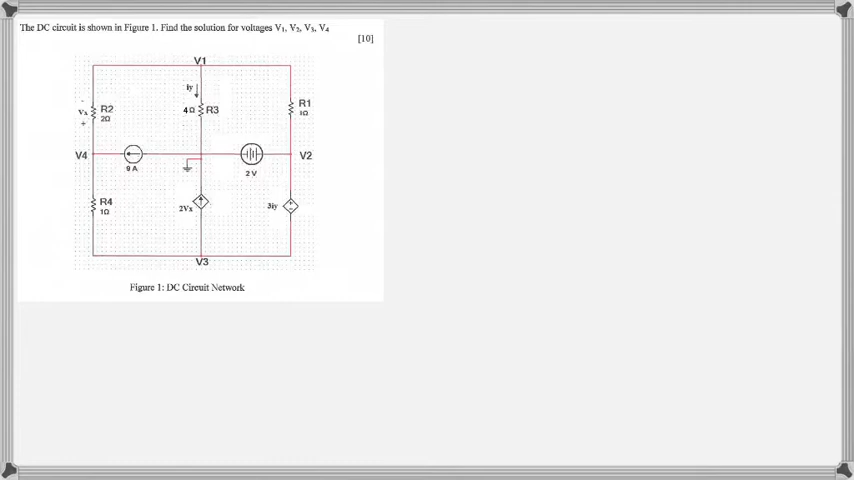 The DC circuit is shown in Figure 1. Find the solution for voltages V1, V2, V3, V4
[10]
V1
iy
R2
2Ω
Vx
-
+
4Ω
R3
R1
1Ω
V4
9 A
2 V
V2
R4
1Ω
2Vx
3iy
+
-
V3
Figure 1: DC Circuit Network